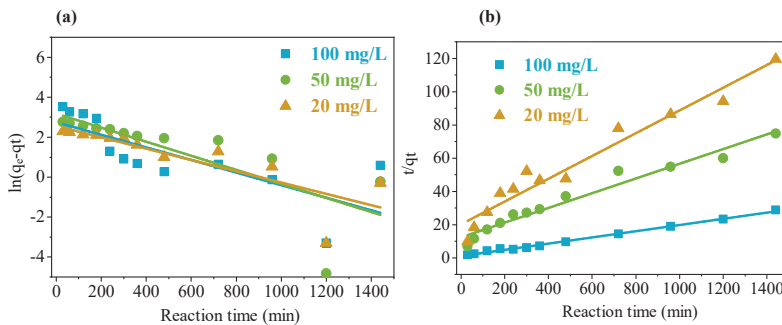 (a)
ln(qe-qt)
6
4
2
0
-2
-4
100 mg/L
50 mg/L
20 mg/L
0 200 400 600 800 1000 1200 1400
Reaction time (min)
(b)
t/qt
120
100
80
60
40
20
0
100 mg/L
50 mg/L
20 mg/L
0 200 400 600 800 1000 1200 1400
Reaction time (min)